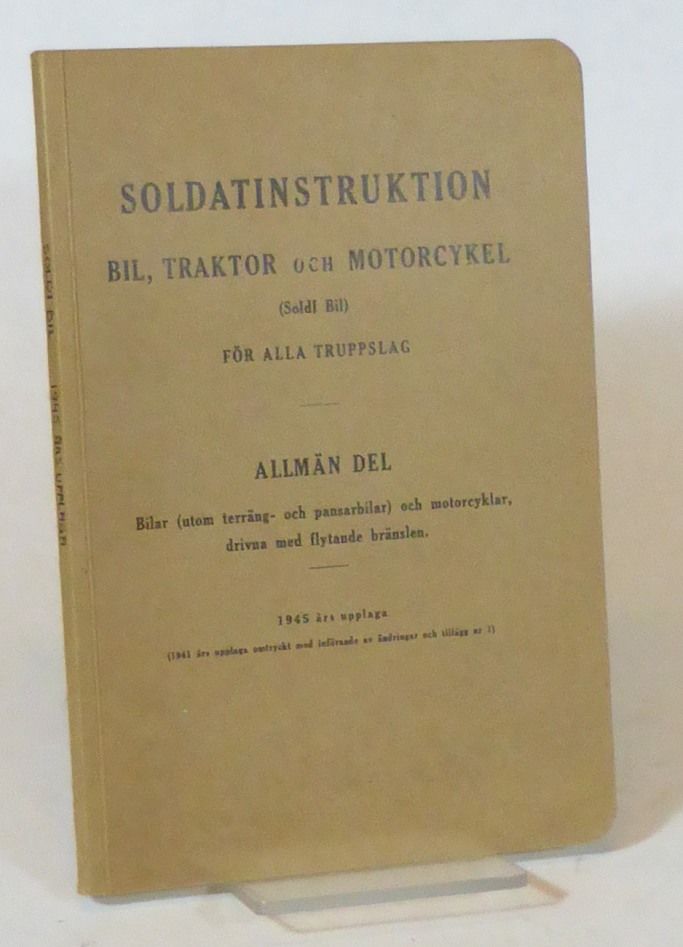 SOLDATINSTRUKTION
BIL, TRAKTOR OCH MOTORCYKEL
(SoldI Bil)
FÖR ALLA TRUPPSLAG
ALLMÄN DEL
Bilar (utom terräng- och pansarbilar) och motorcyklar,
drivna med flytande bränslen.
1945 års upplaga
(1941 års upplaga omtryckt med införande av ändringar och tillägg nr 1)
SOLDI BIL 1945 ÅRS UPPLAGA